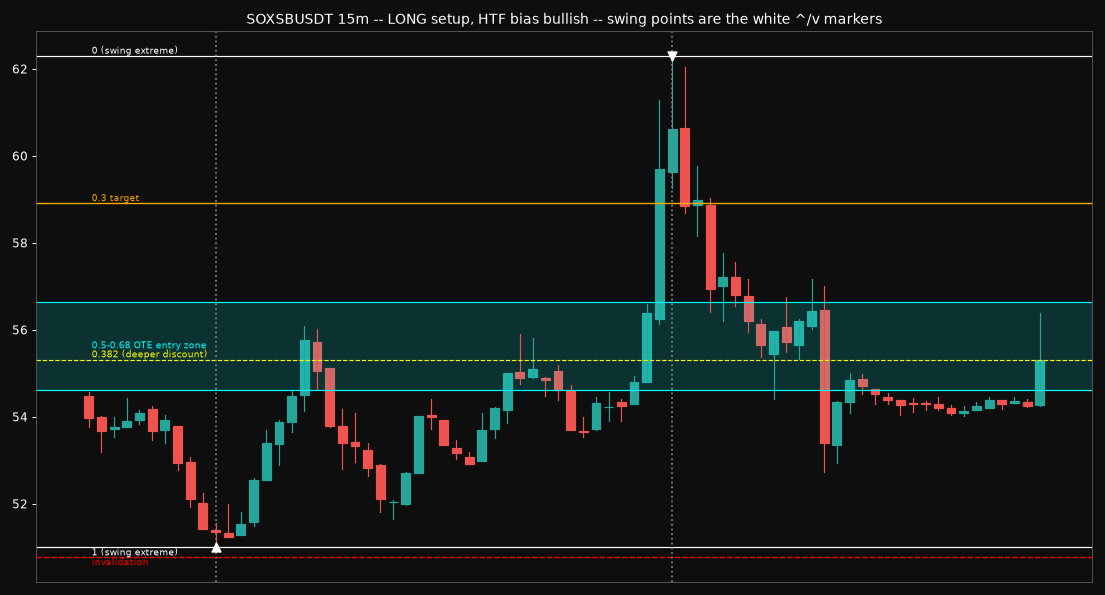 SOXSBUSDT 15m -- LONG setup, HTF bias bullish -- swing points are the white ^/v markers
0 (swing extreme)
62
60
0.3 target
58
56
0.5-0.68 OTE entry zone
0.382 (deeper discount)
54
52
1 (swing extreme)
Invalidation